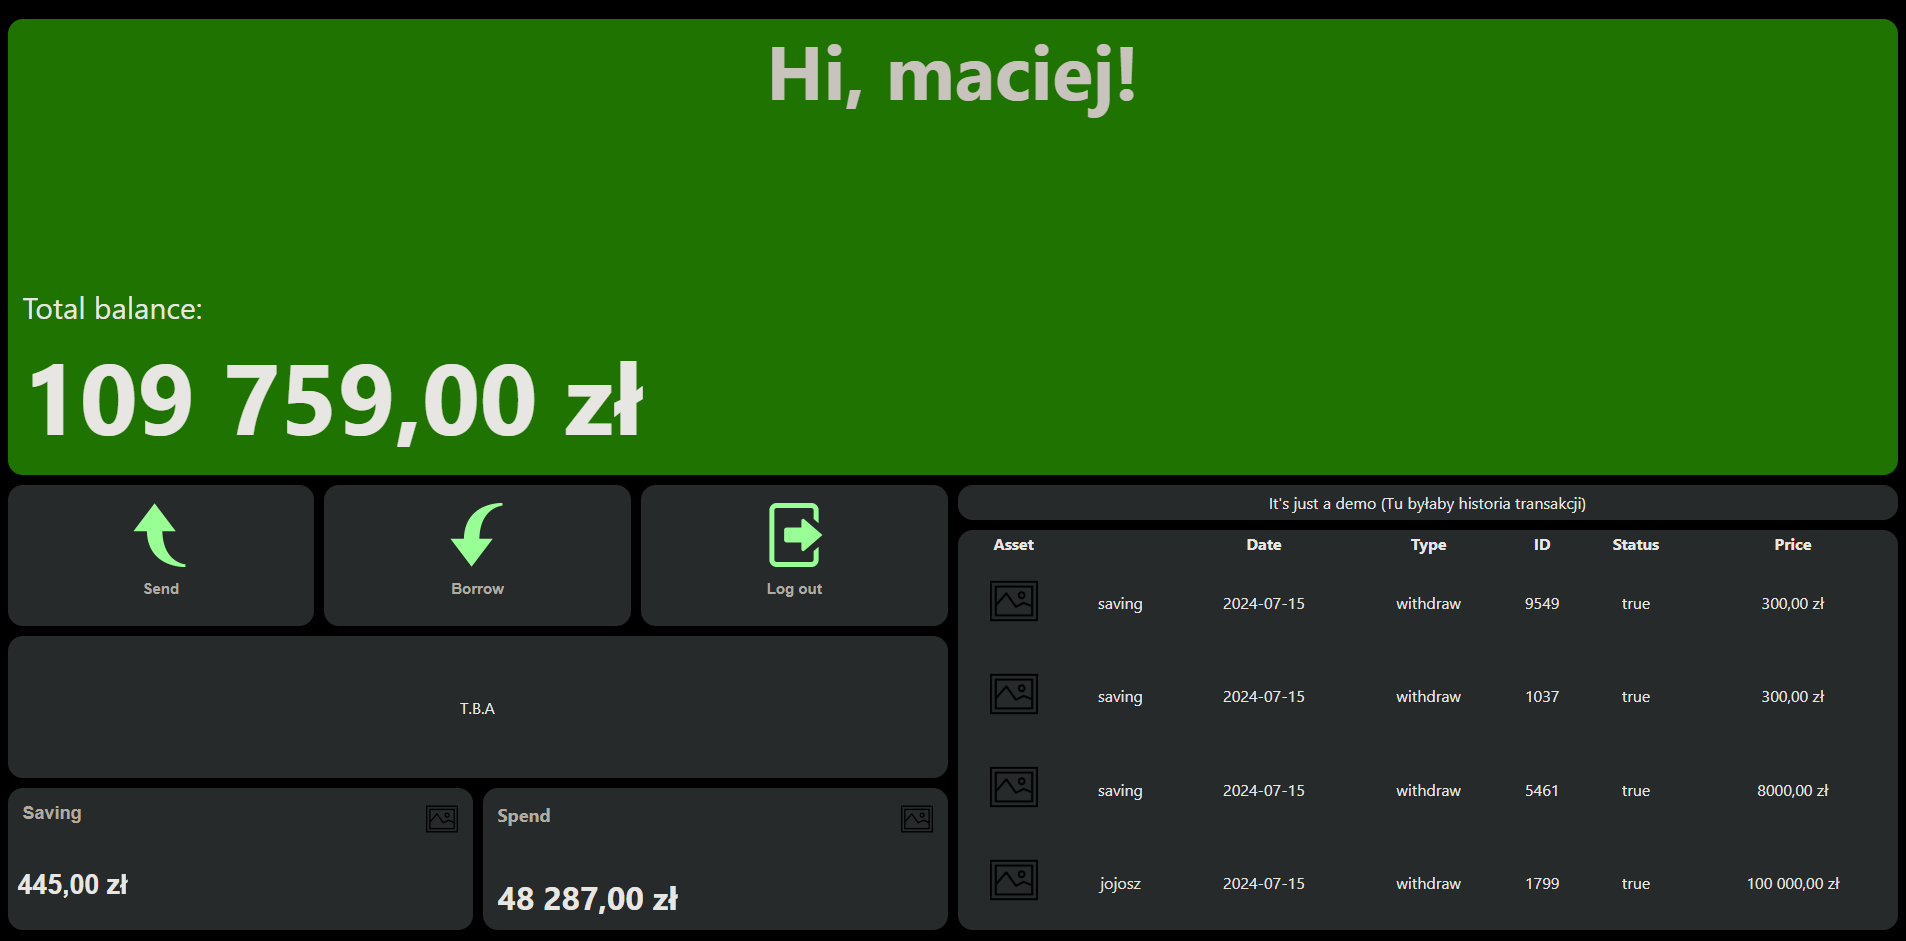 Hi, maciej!
Total balance:
109 759,00 zł
Send
Borrow
Log out
T.B.A
Saving
445,00 zł
Spend
48 287,00 zł
It's just a demo (Tu byłaby historia transakcji)
Asset Date Type ID Status Price
saving 2024-07-15 withdraw 9549 true 300,00 zł
saving 2024-07-15 withdraw 1037 true 300,00 zł
saving 2024-07-15 withdraw 5461 true 8000,00 zł
jojosz 2024-07-15 withdraw 1799 true 100 000,00 zł